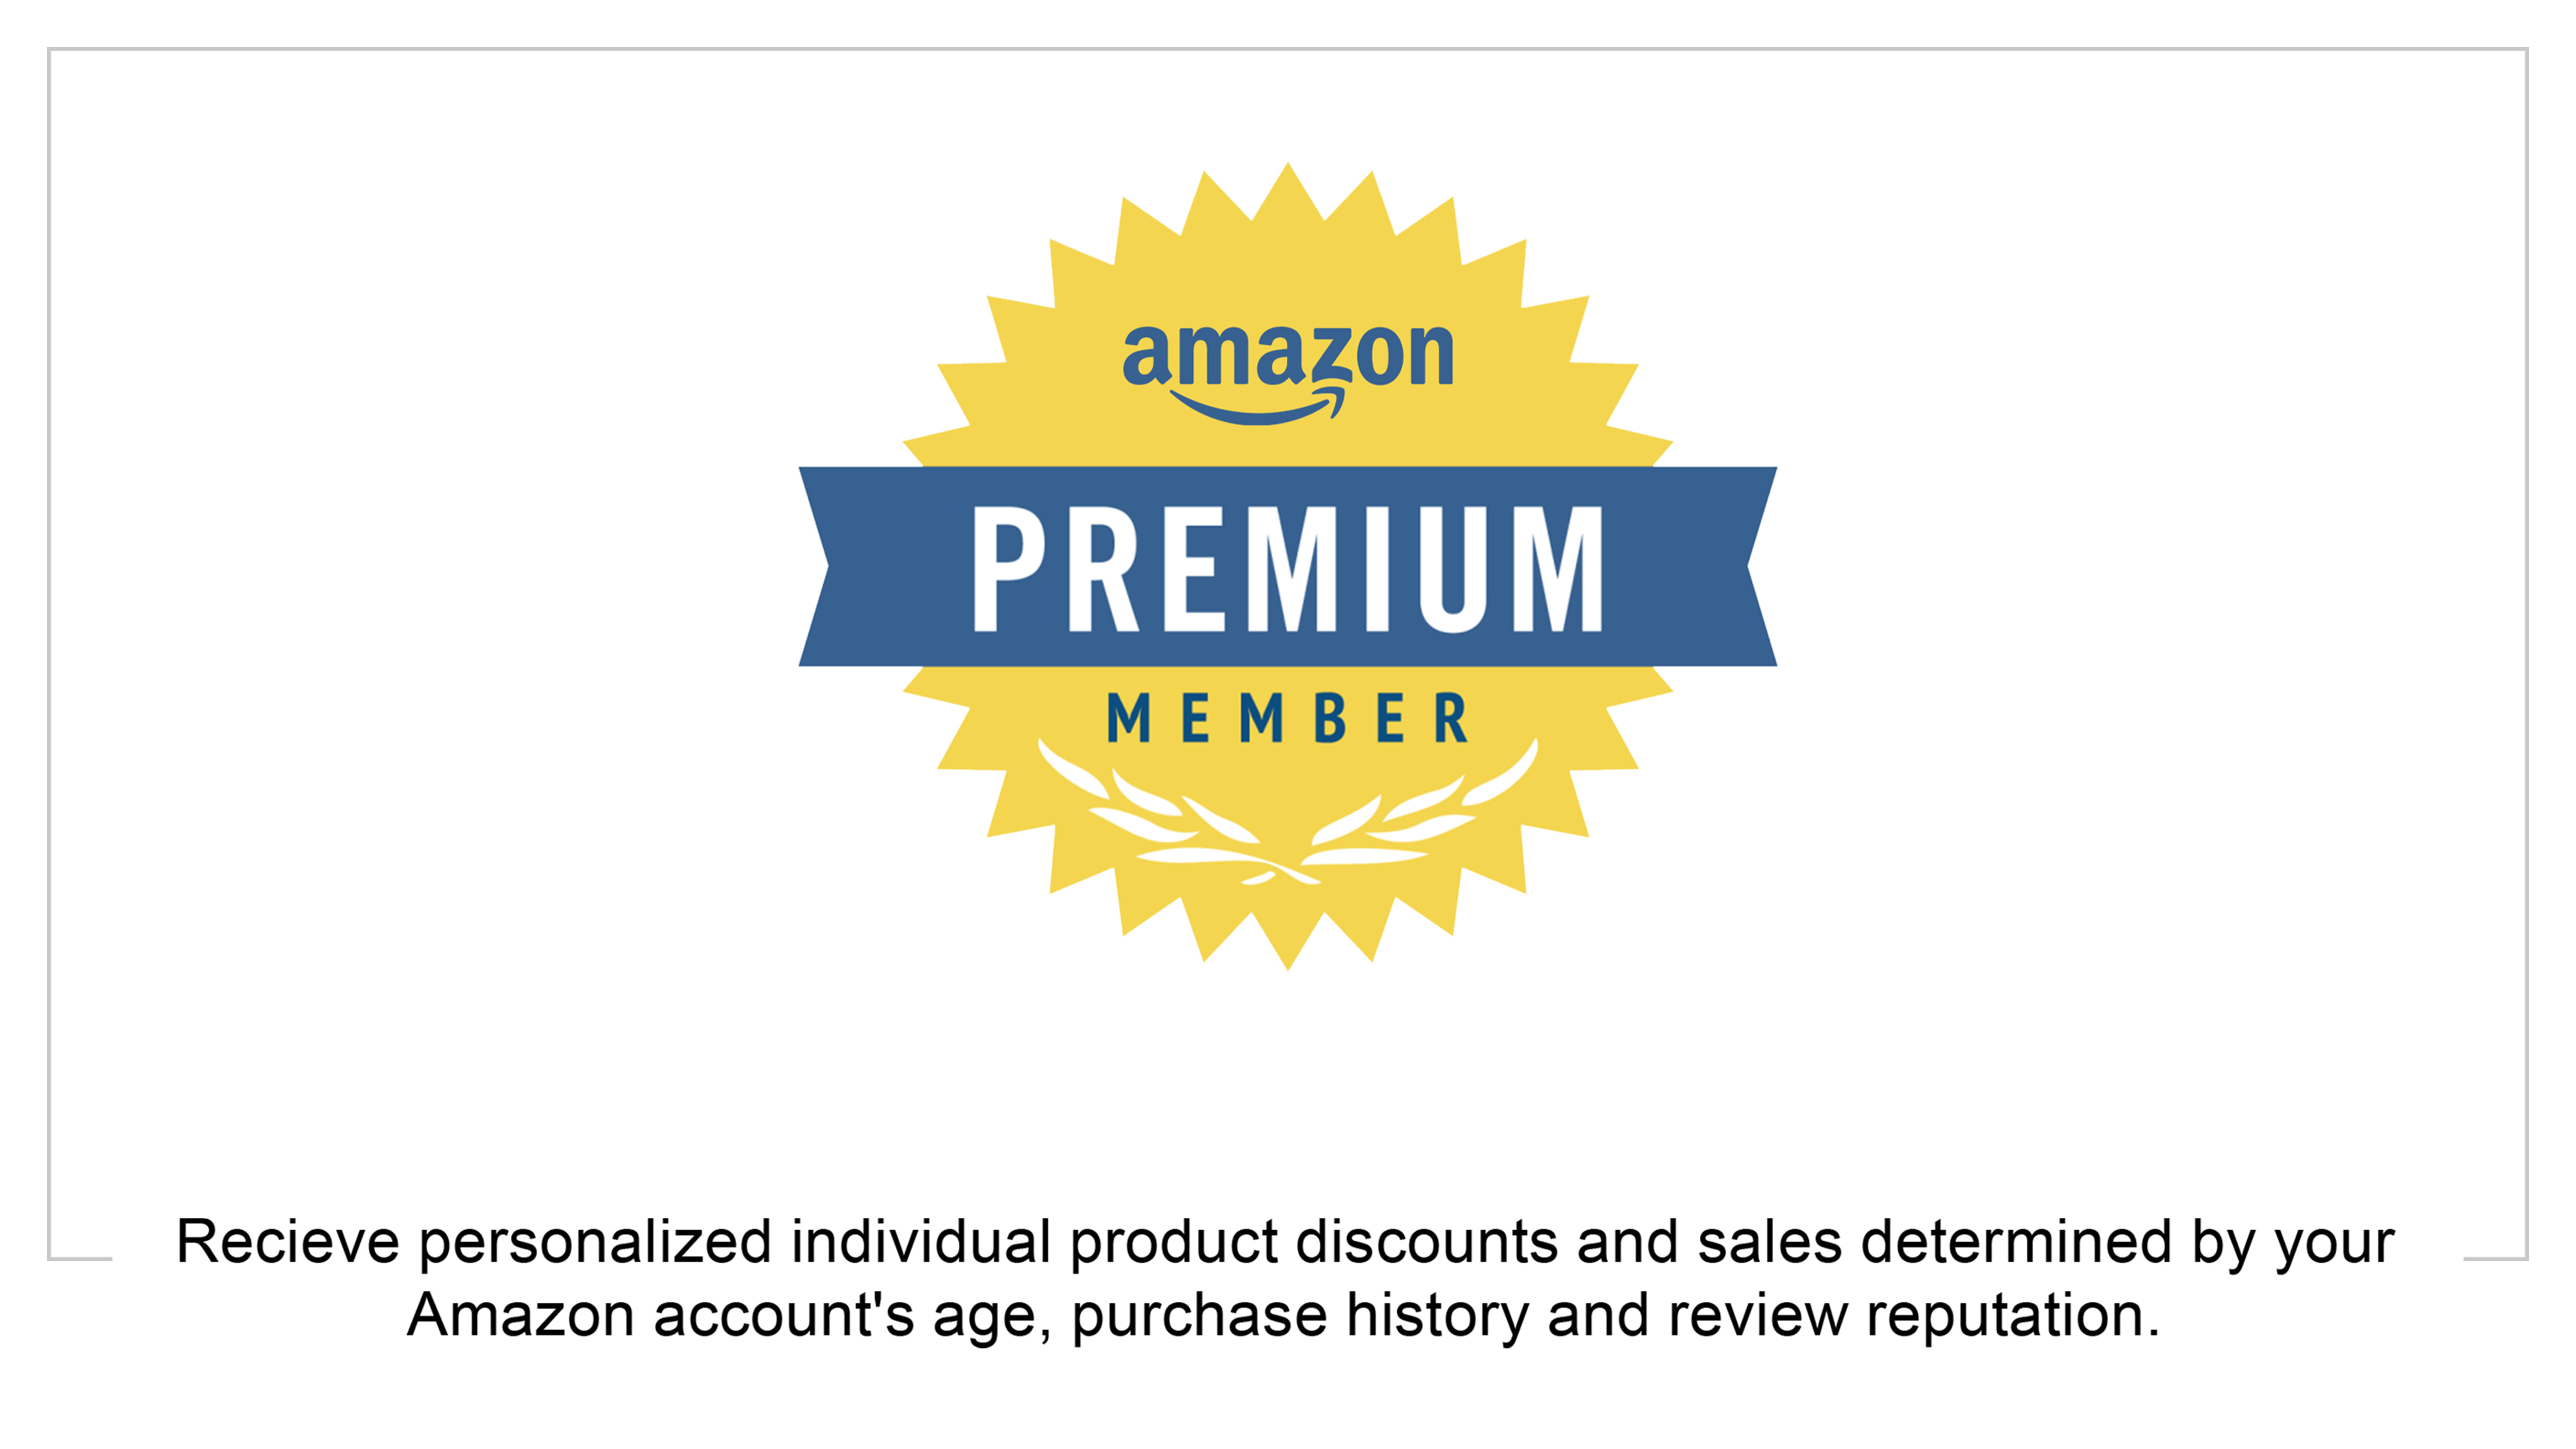 amazon
PREMIUM
MEMBER
Recieve personalized individual product discounts and sales determined by your
Amazon account's age, purchase history and review reputation.